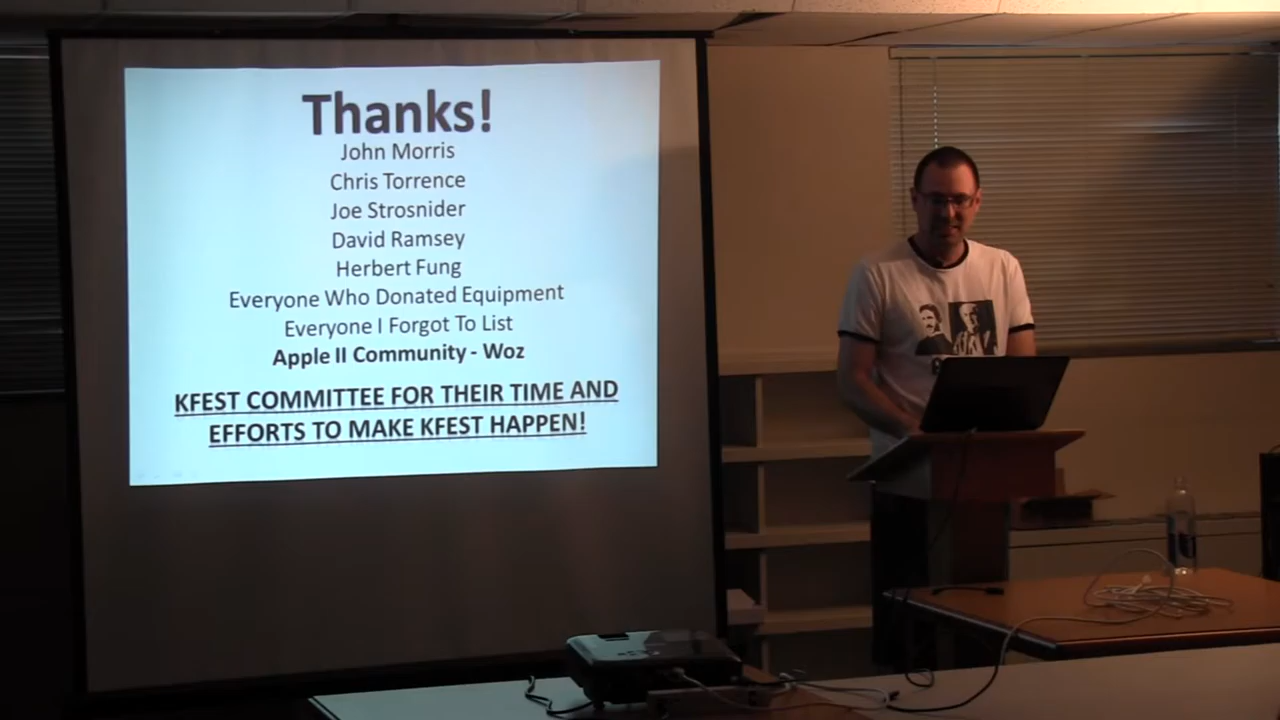 Thanks!
John Morris
Chris Torrence
Joe Strosnider
David Ramsey
Herbert Fung
Everyone Who Donated Equipment
Everyone I Forgot To List
Apple II Community - Woz
KFEST COMMITTEE FOR THEIR TIME AND
EFFORTS TO MAKE KFEST HAPPEN!